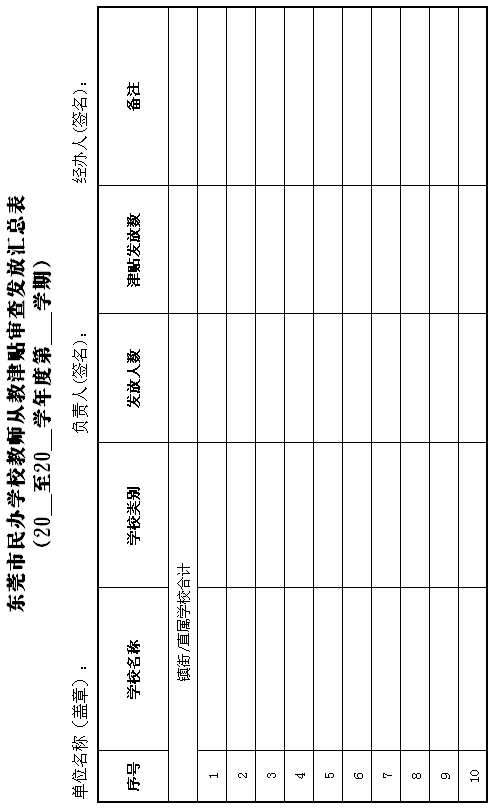 东莞市民办学校教师从教津贴审查发放汇总表
（20__至20__学年度第___学期）
单位名称（盖章）： 负责人（签名）： 经办人（签名）：
序号 学校名称 学校类别 发放人数 津贴发放数 备注
镇街/直属学校合计
1
2
3
4
5
6
7
8
9
10